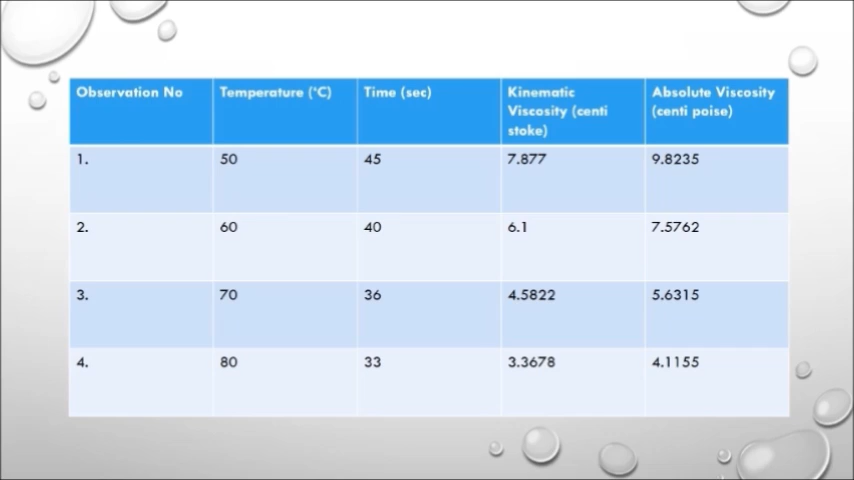 Observation No Temperature (°C) Time (sec) Kinematic Viscosity (centi stoke) Absolute Viscosity (centi poise)
1. 50 45 7.877 9.8235
2. 60 40 6.1 7.5762
3. 70 36 4.5822 5.6315
4. 80 33 3.3678 4.1155